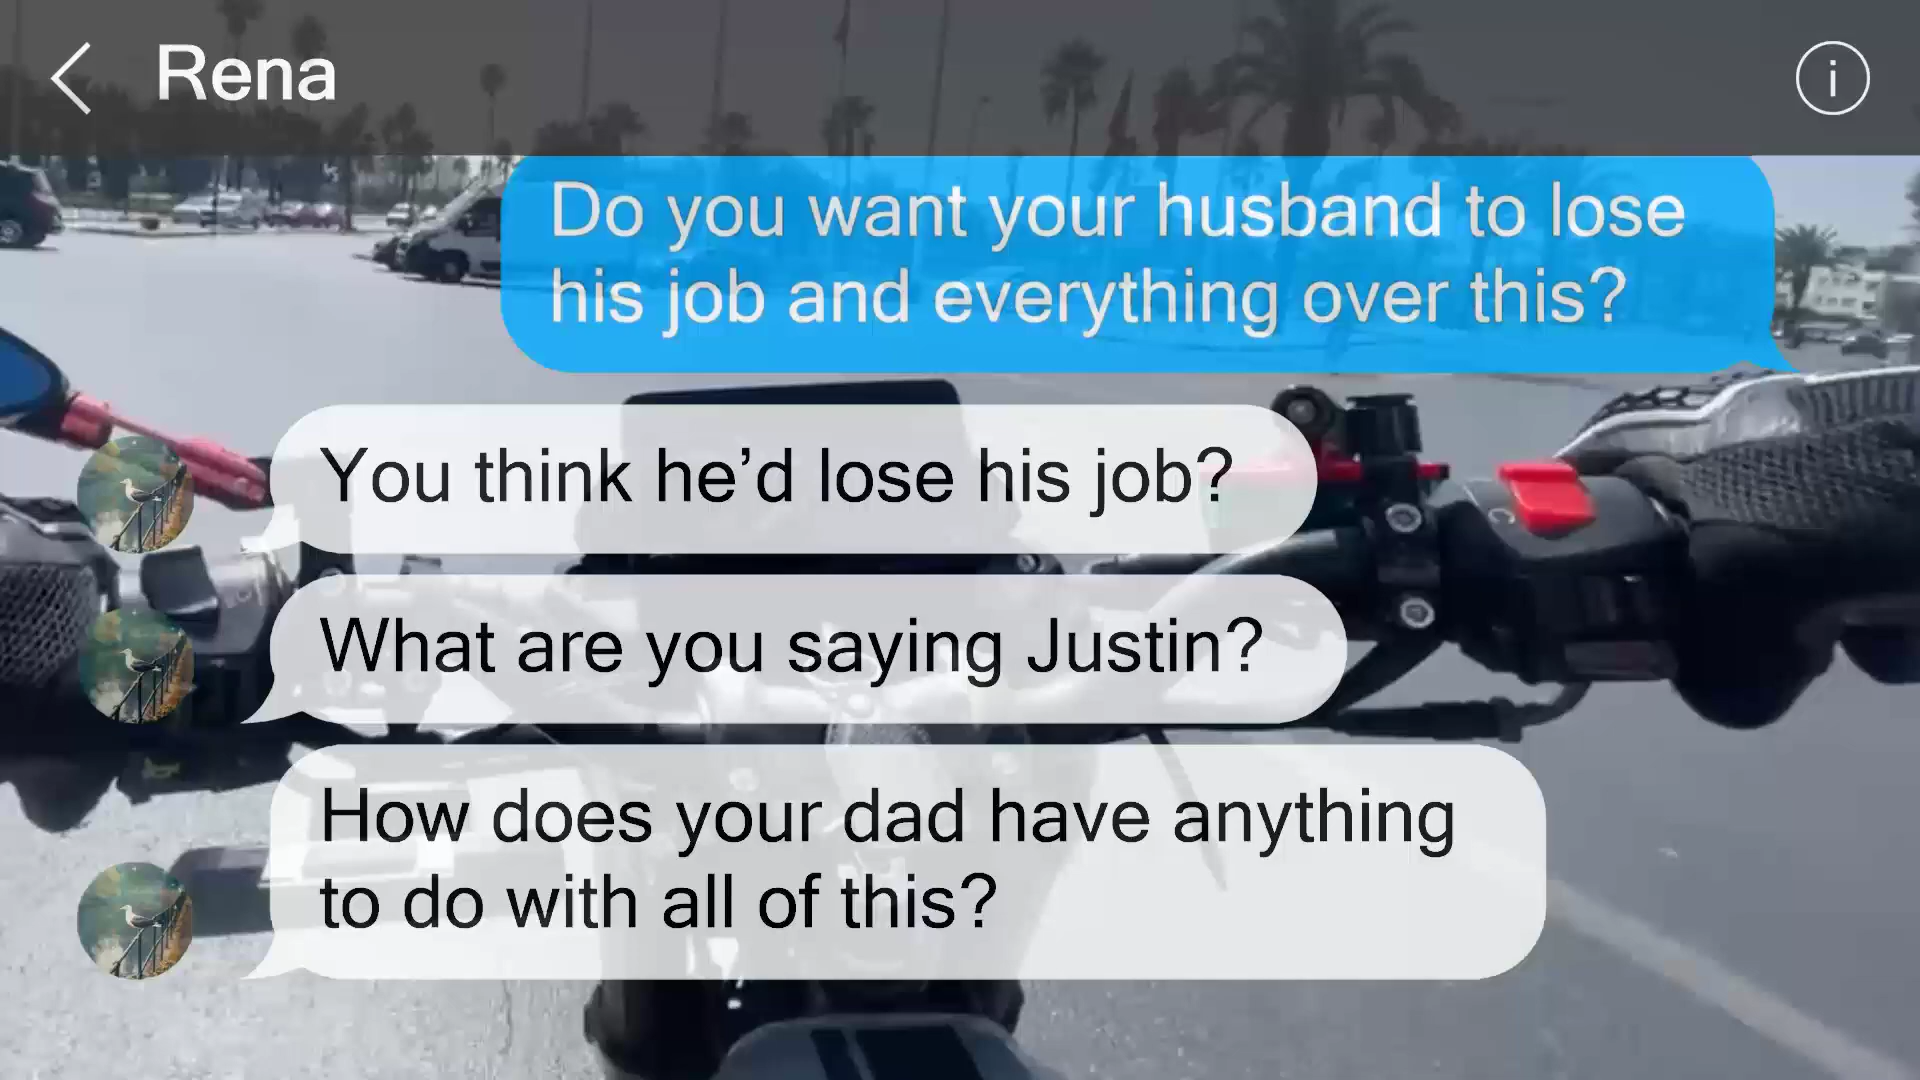 Rena
i
Do you want your husband to lose
his job and everything over this?
You think he’d lose his job?
What are you saying Justin?
How does your dad have anything
to do with all of this?